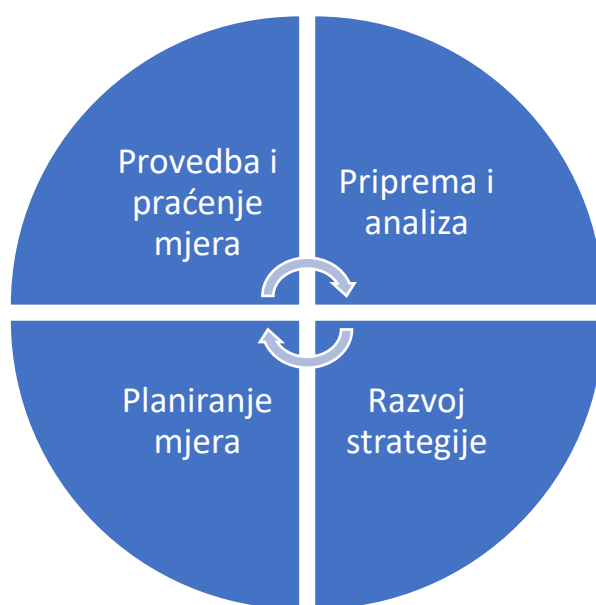 Provedba i
praćenje
mjera
Priprema i
analiza
Planiranje
mjera
Razvoj
strategije